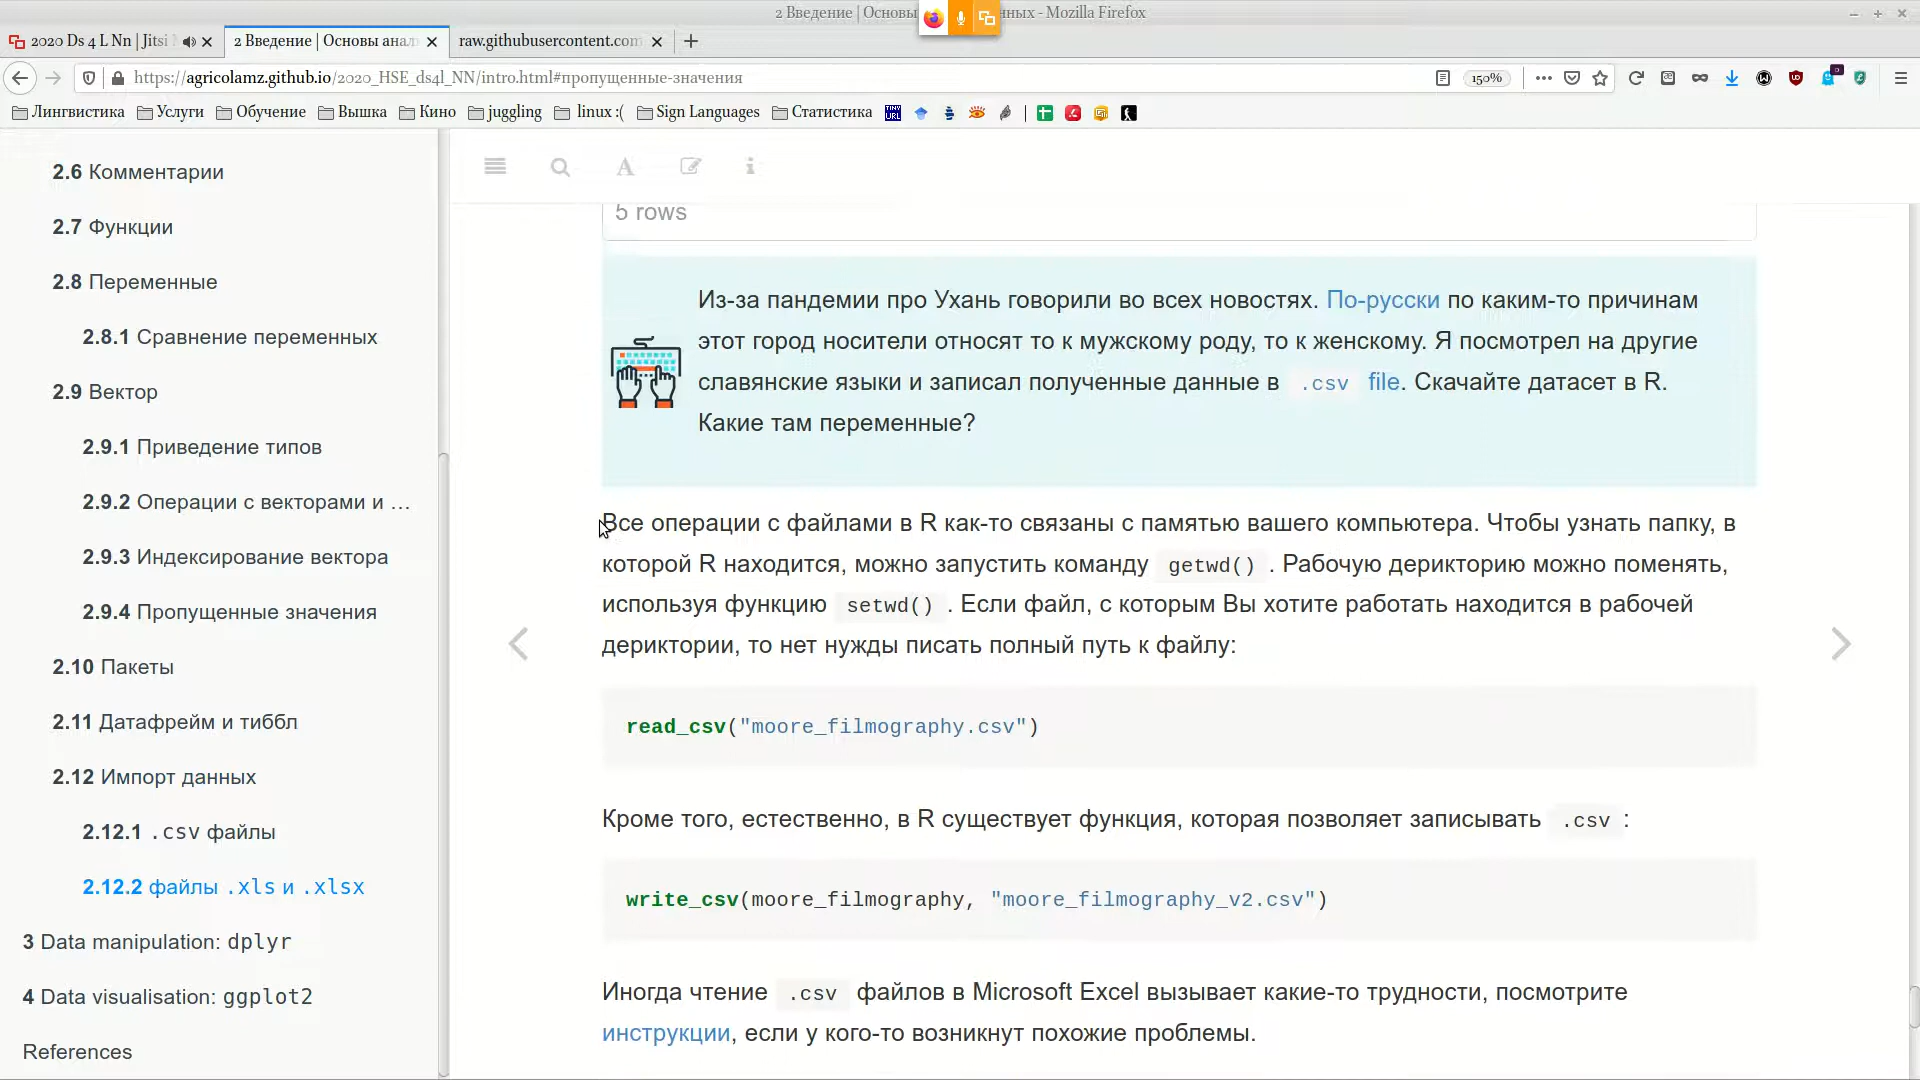 2 Введение | Основы нных - Mozilla Firefox
2020 Ds 4 L Nn | Jitsi
2 Введение | Основы анал
raw.githubusercontent.com
https://agricolamz.github.io/2020_HSE_ds4l_NN/intro.html#пропущенные-значения
150%
Лингвистика Услуги Обучение Вышка Кино juggling linux :( Sign Languages Статистика TINY URL
2.6 Комментарии
2.7 Функции
2.8 Переменные
2.8.1 Сравнение переменных
2.9 Вектор
2.9.1 Приведение типов
2.9.2 Операции с векторами и …
2.9.3 Индексирование вектора
2.9.4 Пропущенные значения
2.10 Пакеты
2.11 Датафрейм и тиббл
2.12 Импорт данных
2.12.1 .csv файлы
2.12.2 файлы .xls и .xlsx
3 Data manipulation: dplyr
4 Data visualisation: ggplot2
References
5 rows
Из-за пандемии про Ухань говорили во всех новостях. По-русски по каким-то причинам
этот город носители относят то к мужскому роду, то к женскому. Я посмотрел на другие
славянские языки и записал полученные данные в .csv file. Скачайте датасет в R.
Какие там переменные?
Все операции с файлами в R как-то связаны с памятью вашего компьютера. Чтобы узнать папку, в
которой R находится, можно запустить команду getwd() . Рабочую дерикторию можно поменять,
используя функцию setwd() . Если файл, с которым Вы хотите работать находится в рабочей
дериктории, то нет нужды писать полный путь к файлу:
read_csv("moore_filmography.csv")
Кроме того, естественно, в R существует функция, которая позволяет записывать .csv :
write_csv(moore_filmography, "moore_filmography_v2.csv")
Иногда чтение .csv файлов в Microsoft Excel вызывает какие-то трудности, посмотрите
инструкции, если у кого-то возникнут похожие проблемы.